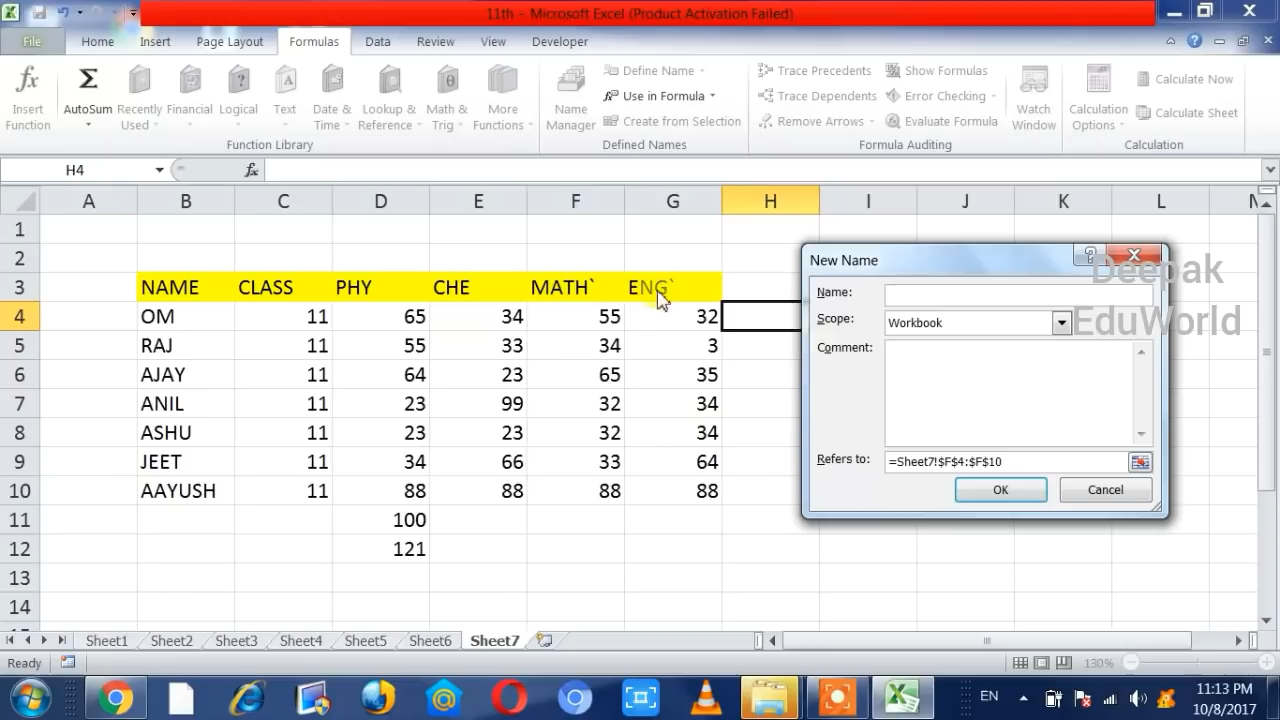 11th - Microsoft Excel (Product Activation Failed)
File Home Insert Page Layout Formulas Data Review View Developer
Insert Function
AutoSum
Recently Used
Financial
Logical
Text
Date & Time
Lookup & Reference
Math & Trig
More Functions
Function Library
Name Manager
Define Name
Use in Formula
Create from Selection
Defined Names
Trace Precedents
Trace Dependents
Remove Arrows
Show Formulas
Error Checking
Evaluate Formula
Formula Auditing
Watch Window
Calculation Options
Calculate Now
Calculate Sheet
Calculation
H4 fx
A B C D E F G H I J K L M
1
2
3 NAME CLASS PHY CHE MATH` ENG`
4 OM 11 65 34 55 32
5 RAJ 11 55 33 34 3
6 AJAY 11 64 23 65 35
7 ANIL 11 23 99 32 34
8 ASHU 11 23 23 32 34
9 JEET 11 34 66 33 64
10 AAYUSH 11 88 88 88 88
11 100
12 121
13
14
New Name
Name:
Scope: Workbook
Comment:
Refers to: =Sheet7!$F$4:$F$10
OK Cancel
Deepak
EduWorld
Sheet1 Sheet2 Sheet3 Sheet4 Sheet5 Sheet6 Sheet7
Ready 130%
EN 11:13 PM
10/8/2017